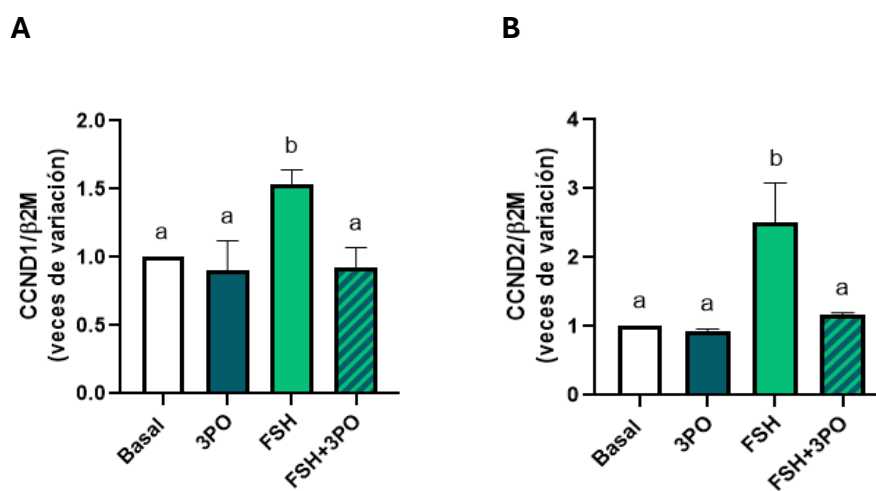 A
B
CCND1/β2M
(veces de variación)
2.0
1.5
1.0
0.5
0.0
a
a
b
a
Basal
3PO
FSH
FSH+3PO
CCND2/β2M
(veces de variación)
4
3
2
1
0
a
a
b
a
Basal
3PO
FSH
FSH+3PO